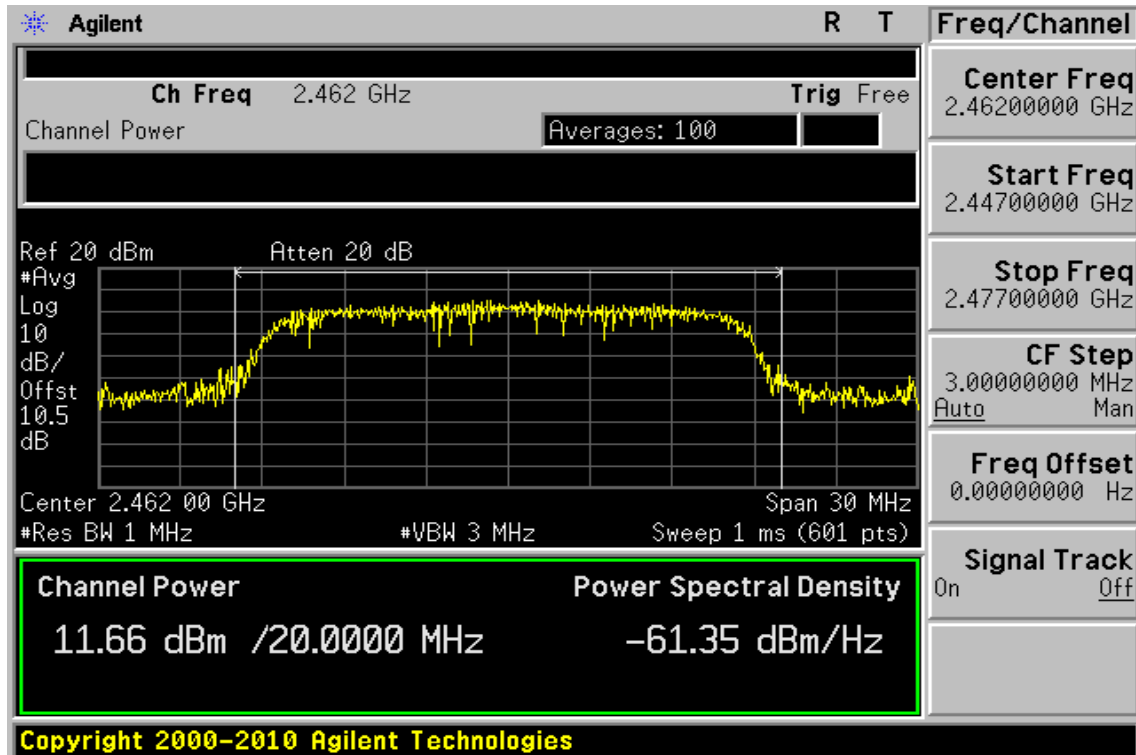 Agilent R T
Freq/Channel
Ch Freq 2.462 GHz Trig Free
Channel Power Averages: 100
Ref 20 dBm Atten 20 dB
#Avg
Log
10
dB/
Offst
10.5
dB
Center 2.462 00 GHz Span 30 MHz
#Res BW 1 MHz #VBW 3 MHz Sweep 1 ms (601 pts)
Channel Power Power Spectral Density
11.66 dBm /20.0000 MHz -61.35 dBm/Hz
Copyright 2000-2010 Agilent Technologies
Center Freq
2.46200000 GHz
Start Freq
2.44700000 GHz
Stop Freq
2.47700000 GHz
CF Step
3.00000000 MHz
Auto Man
Freq Offset
0.00000000 Hz
Signal Track
On Off